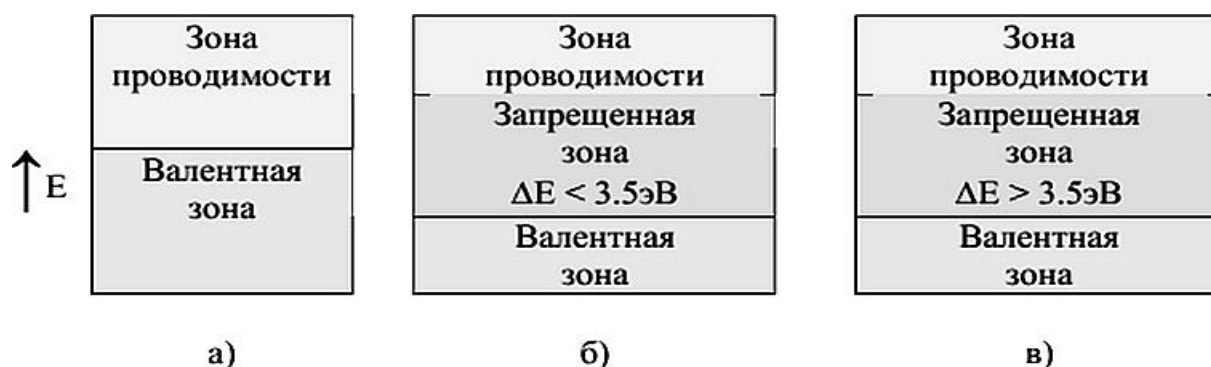 Зона
проводимости
Валентная
зона
E
Зона
проводимости
Запрещенная
зона
ΔE < 3.5эВ
Валентная
зона
Зона
проводимости
Запрещенная
зона
ΔE > 3.5эВ
Валентная
зона
а)
б)
в)